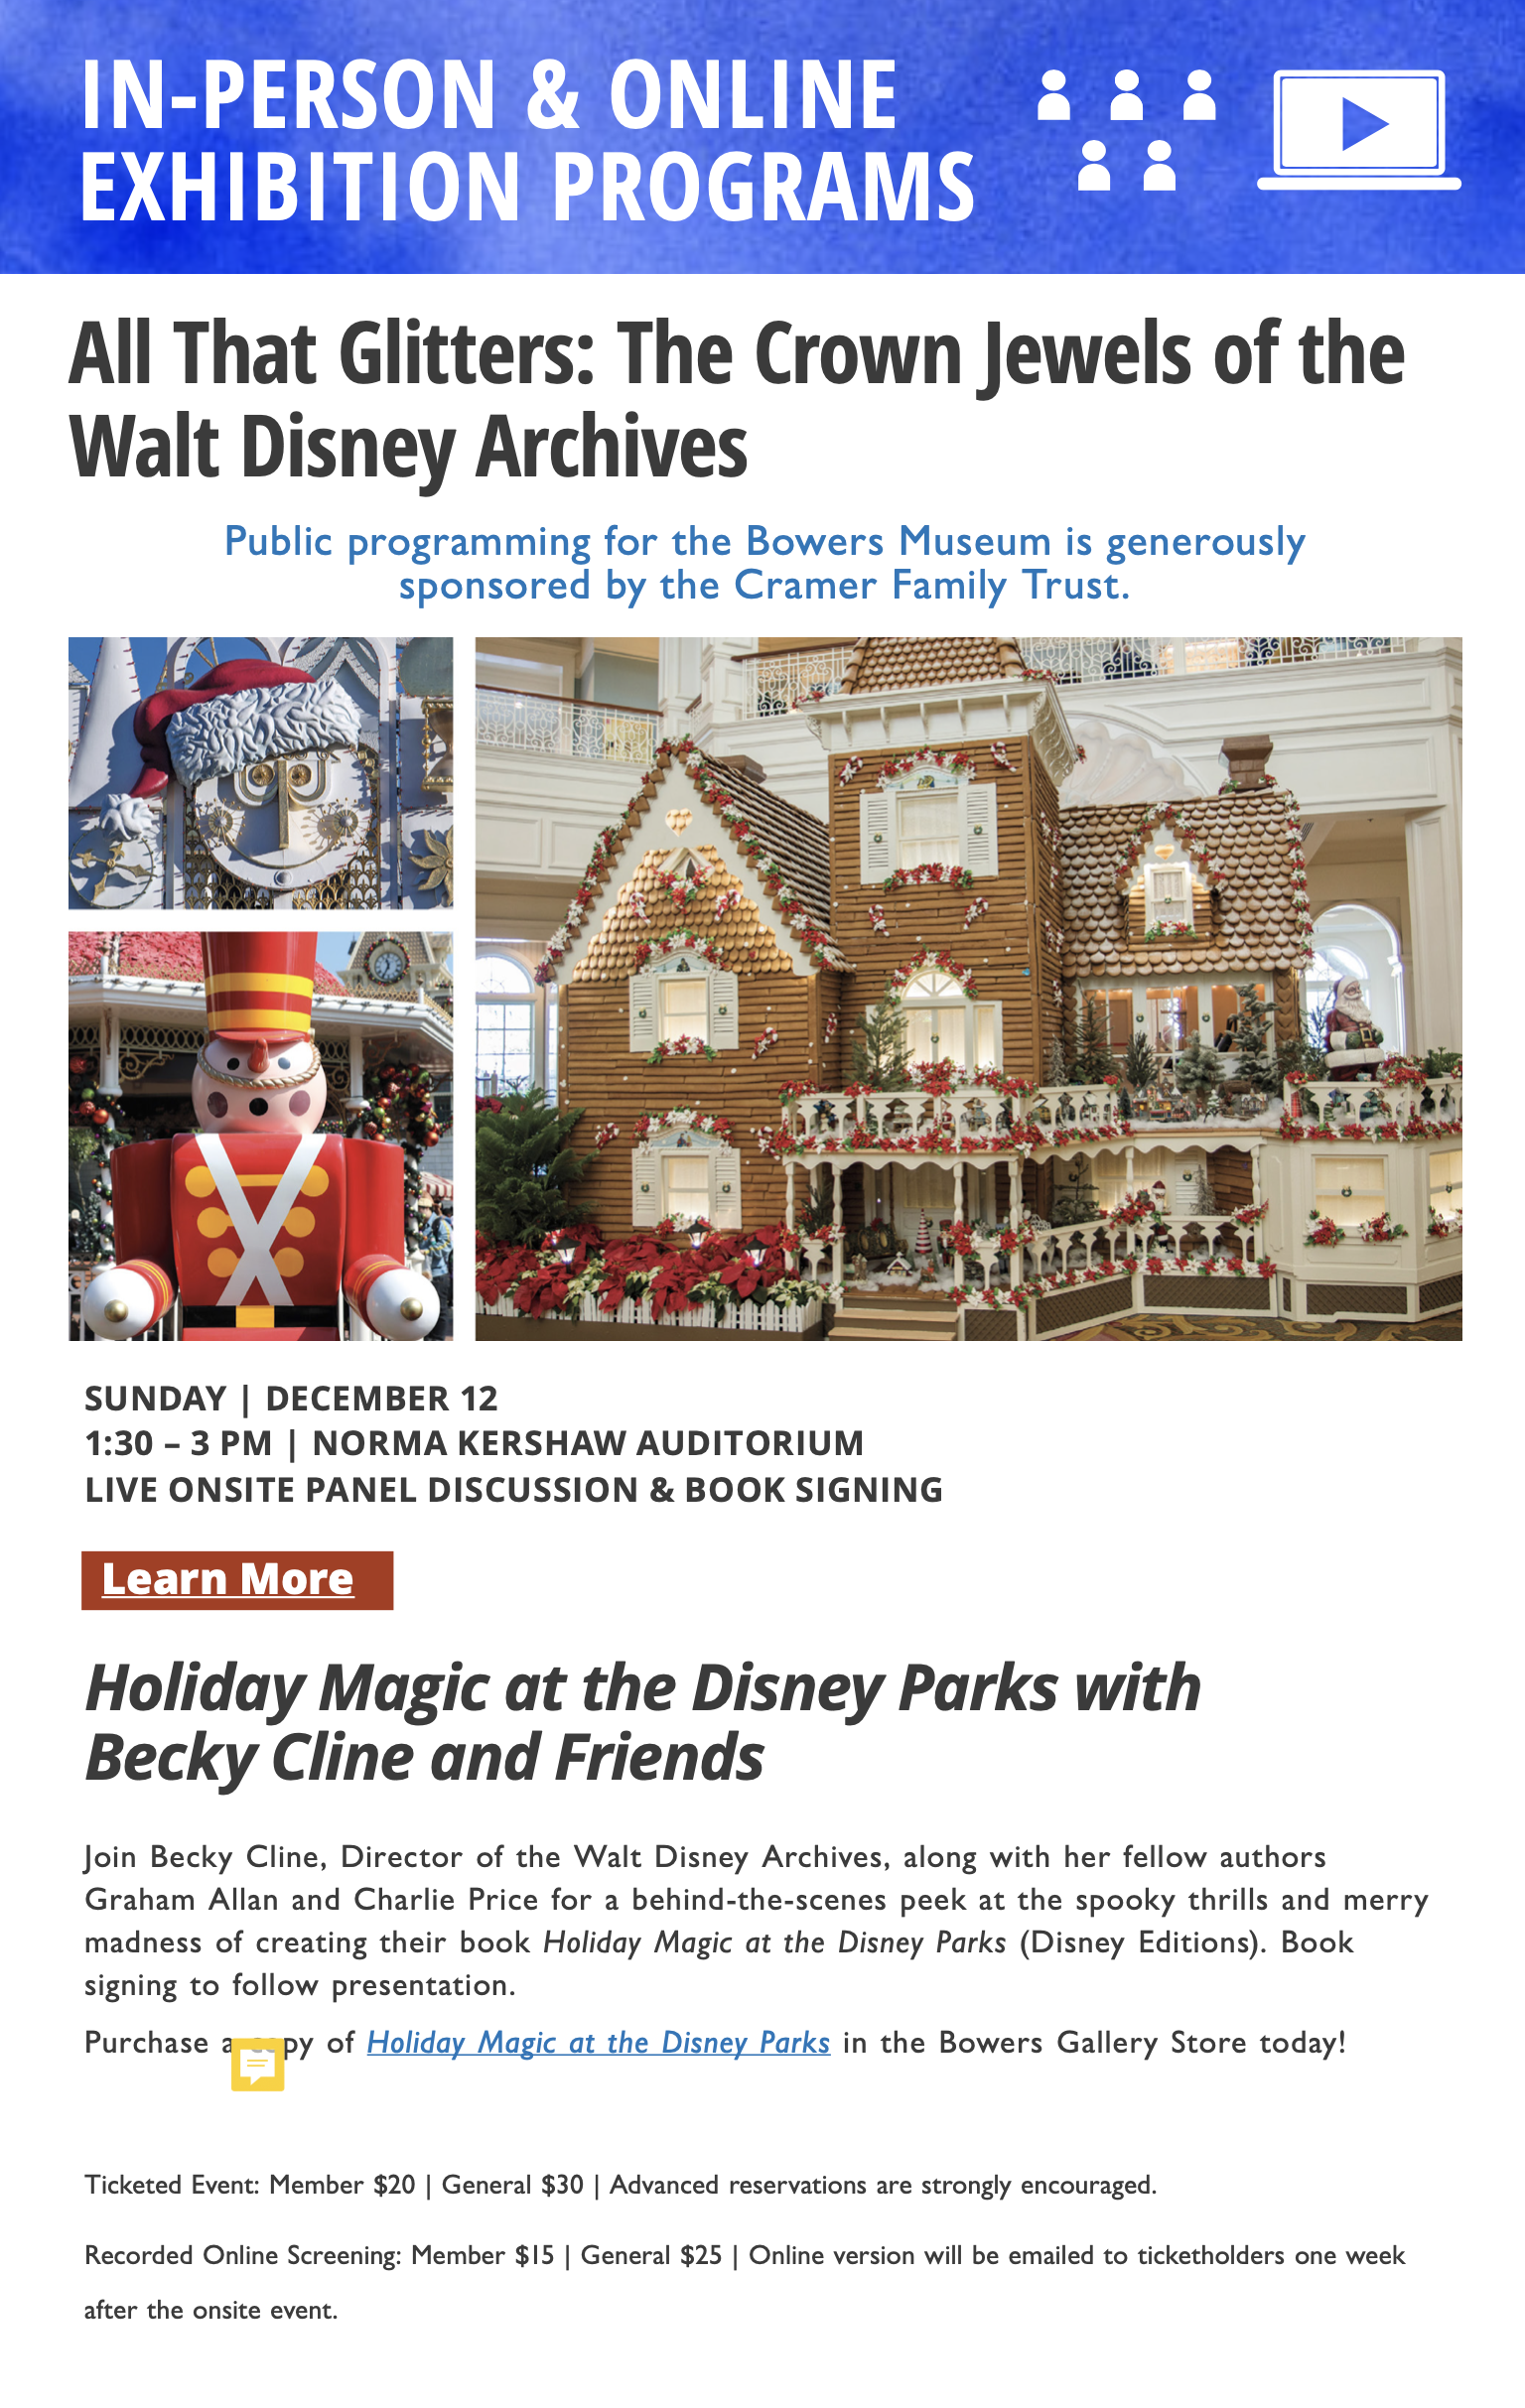 IN-PERSON & ONLINE
EXHIBITION PROGRAMS
All That Glitters: The Crown Jewels of the
Walt Disney Archives
Public programming for the Bowers Museum is generously
sponsored by the Cramer Family Trust.
SUNDAY | DECEMBER 12
1:30 – 3 PM | NORMA KERSHAW AUDITORIUM
LIVE ONSITE PANEL DISCUSSION & BOOK SIGNING
Learn More
Holiday Magic at the Disney Parks with
Becky Cline and Friends
Join Becky Cline, Director of the Walt Disney Archives, along with her fellow authors
Graham Allan and Charlie Price for a behind-the-scenes peek at the spooky thrills and merry
madness of creating their book Holiday Magic at the Disney Parks (Disney Editions). Book
signing to follow presentation.
Purchase a copy of Holiday Magic at the Disney Parks in the Bowers Gallery Store today!
Ticketed Event: Member $20 | General $30 | Advanced reservations are strongly encouraged.
Recorded Online Screening: Member $15 | General $25 | Online version will be emailed to ticketholders one week
after the onsite event.